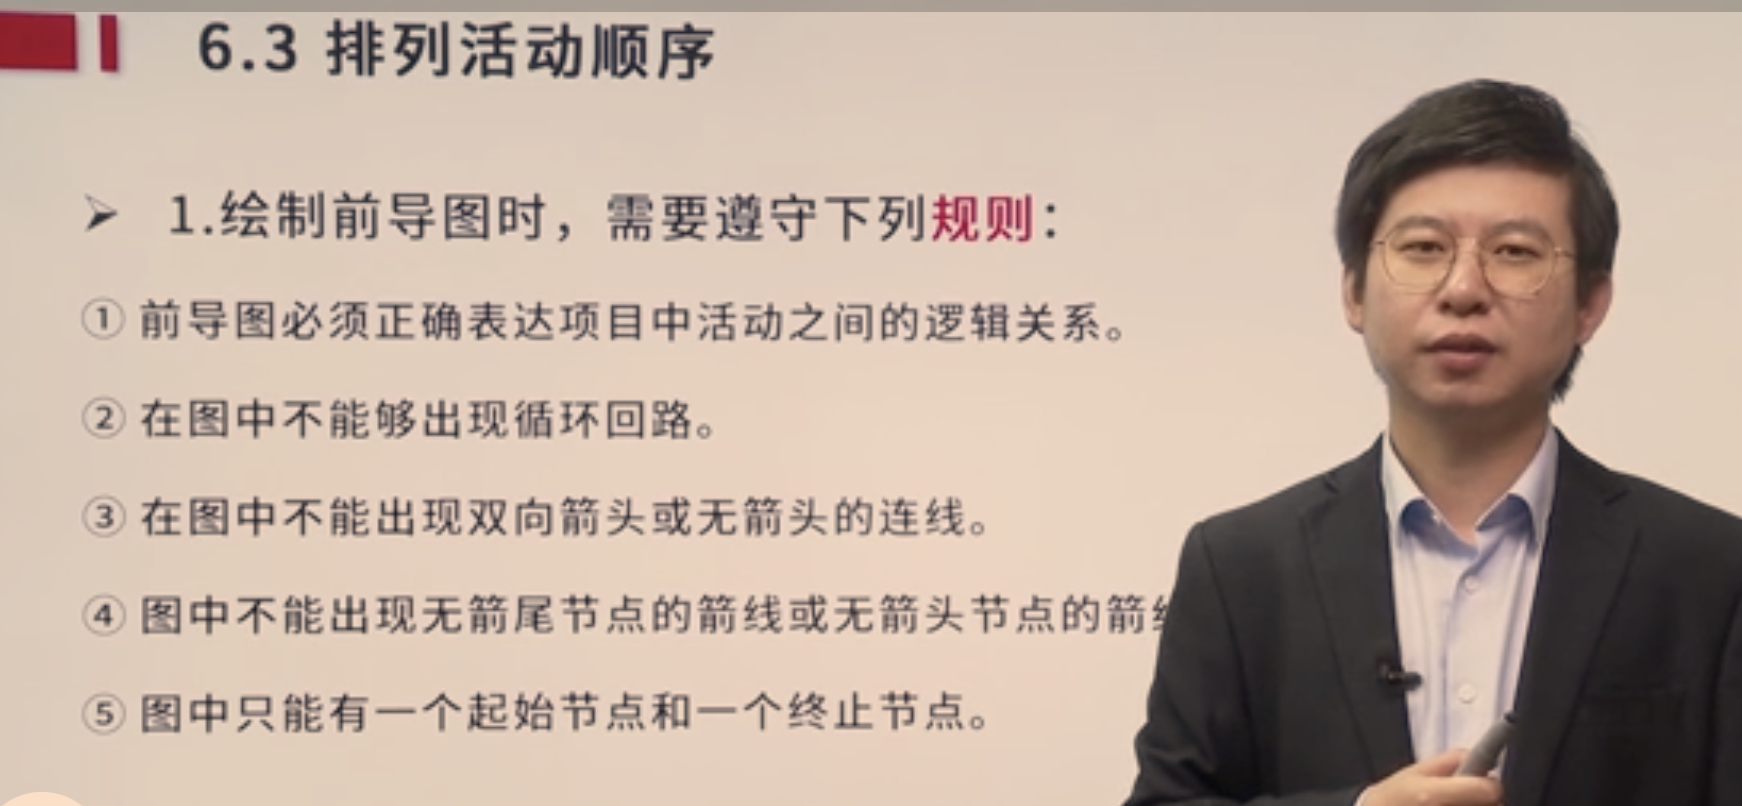 6.3 排列活动顺序
➤ 1.绘制前导图时，需要遵守下列规则：
① 前导图必须正确表达项目中活动之间的逻辑关系。
② 在图中不能够出现循环回路。
③ 在图中不能出现双向箭头或无箭头的连线。
④ 图中不能出现无箭尾节点的箭线或无箭头节点的箭
⑤ 图中只能有一个起始节点和一个终止节点。